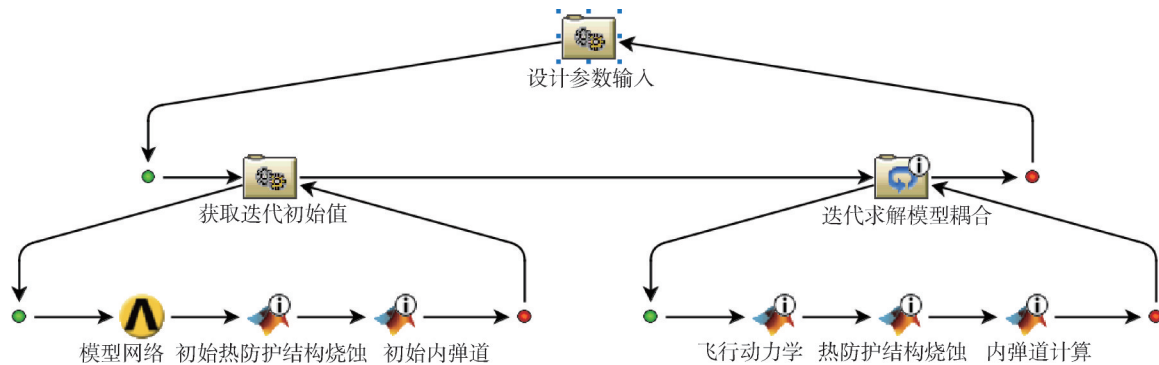 设计参数输入
获取迭代初始值
迭代求解模型耦合
模型网络
初始热防护结构烧蚀
初始内弹道
飞行动力学
热防护结构烧蚀
内弹道计算